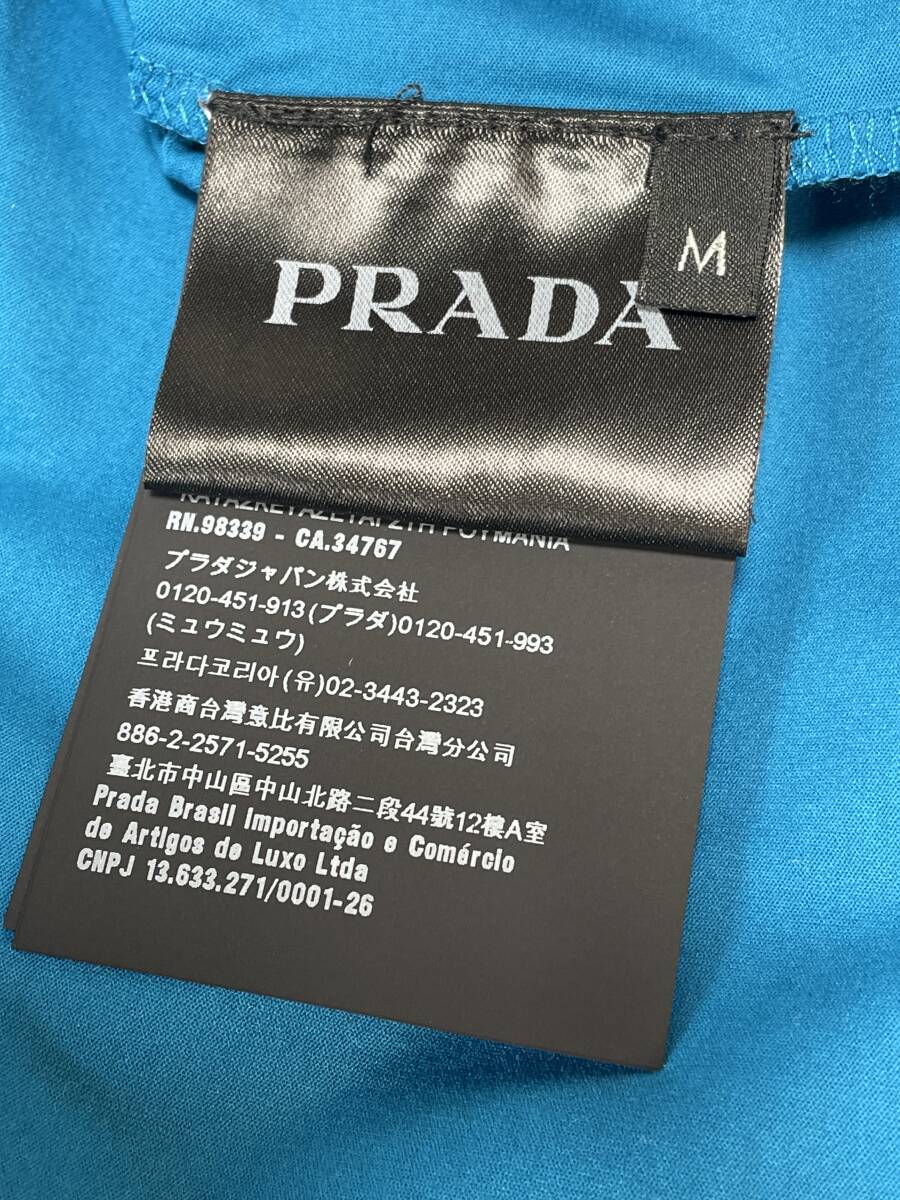 PRADA
M
ΚΑΤΑΣΚΕΥΑΖΕΤΑΙ ΣΤΗ ΡΟΥΜΑΝΙΑ
RN.98339 - CA.34767
プラダジャパン株式会社
0120-451-913(プラダ)0120-451-993
(ミュウミュウ)
프라다코리아(유)02-3443-2323
香港商台灣意比有限公司台灣分公司
886-2-2571-5255
臺北市中山區中山北路二段44號12樓A室
Prada Brasil Importação e Comércio
de Artigos de Luxo Ltda
CNPJ 13.633.271/0001-26